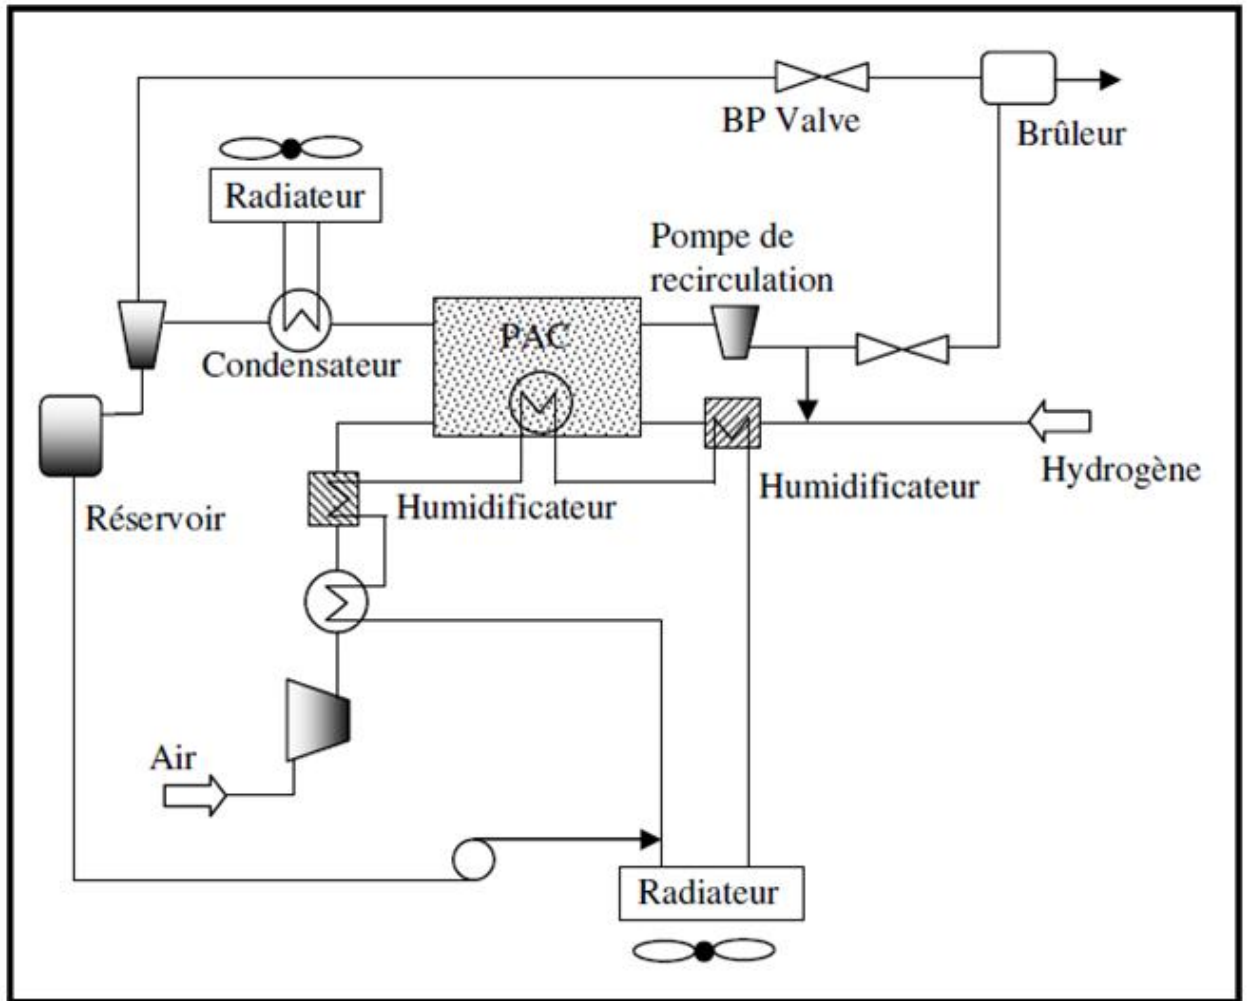 BP Valve
Brûleur
Radiateur
Pompe de
recirculation
PAC
Condensateur
Hydrogène
Humidificateur
Humidificateur
Réservoir
Air
Radiateur